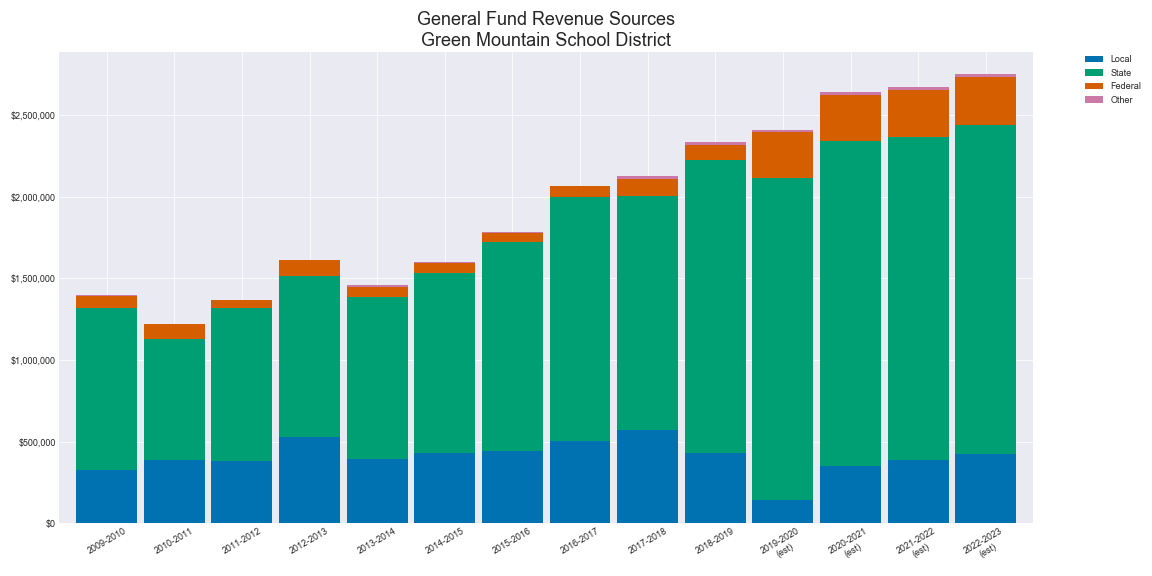 General Fund Revenue Sources
Green Mountain School District
Local
State
Federal
Other
$2,500,000
$2,000,000
$1,500,000
$1,000,000
$500,000
$0
2009-2010
2010-2011
2011-2012
2012-2013
2013-2014
2014-2015
2015-2016
2016-2017
2017-2018
2018-2019
2019-2020
(est)
2020-2021
(est)
2021-2022
(est)
2022-2023
(est)